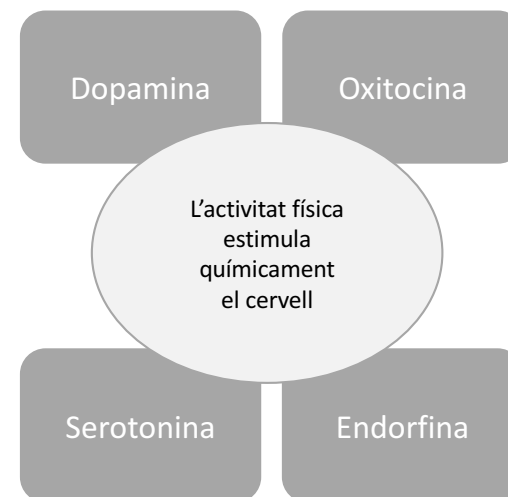 Dopamina
Oxitocina
L’activitat física
estimula
químicament
el cervell
Serotonina
Endorfina